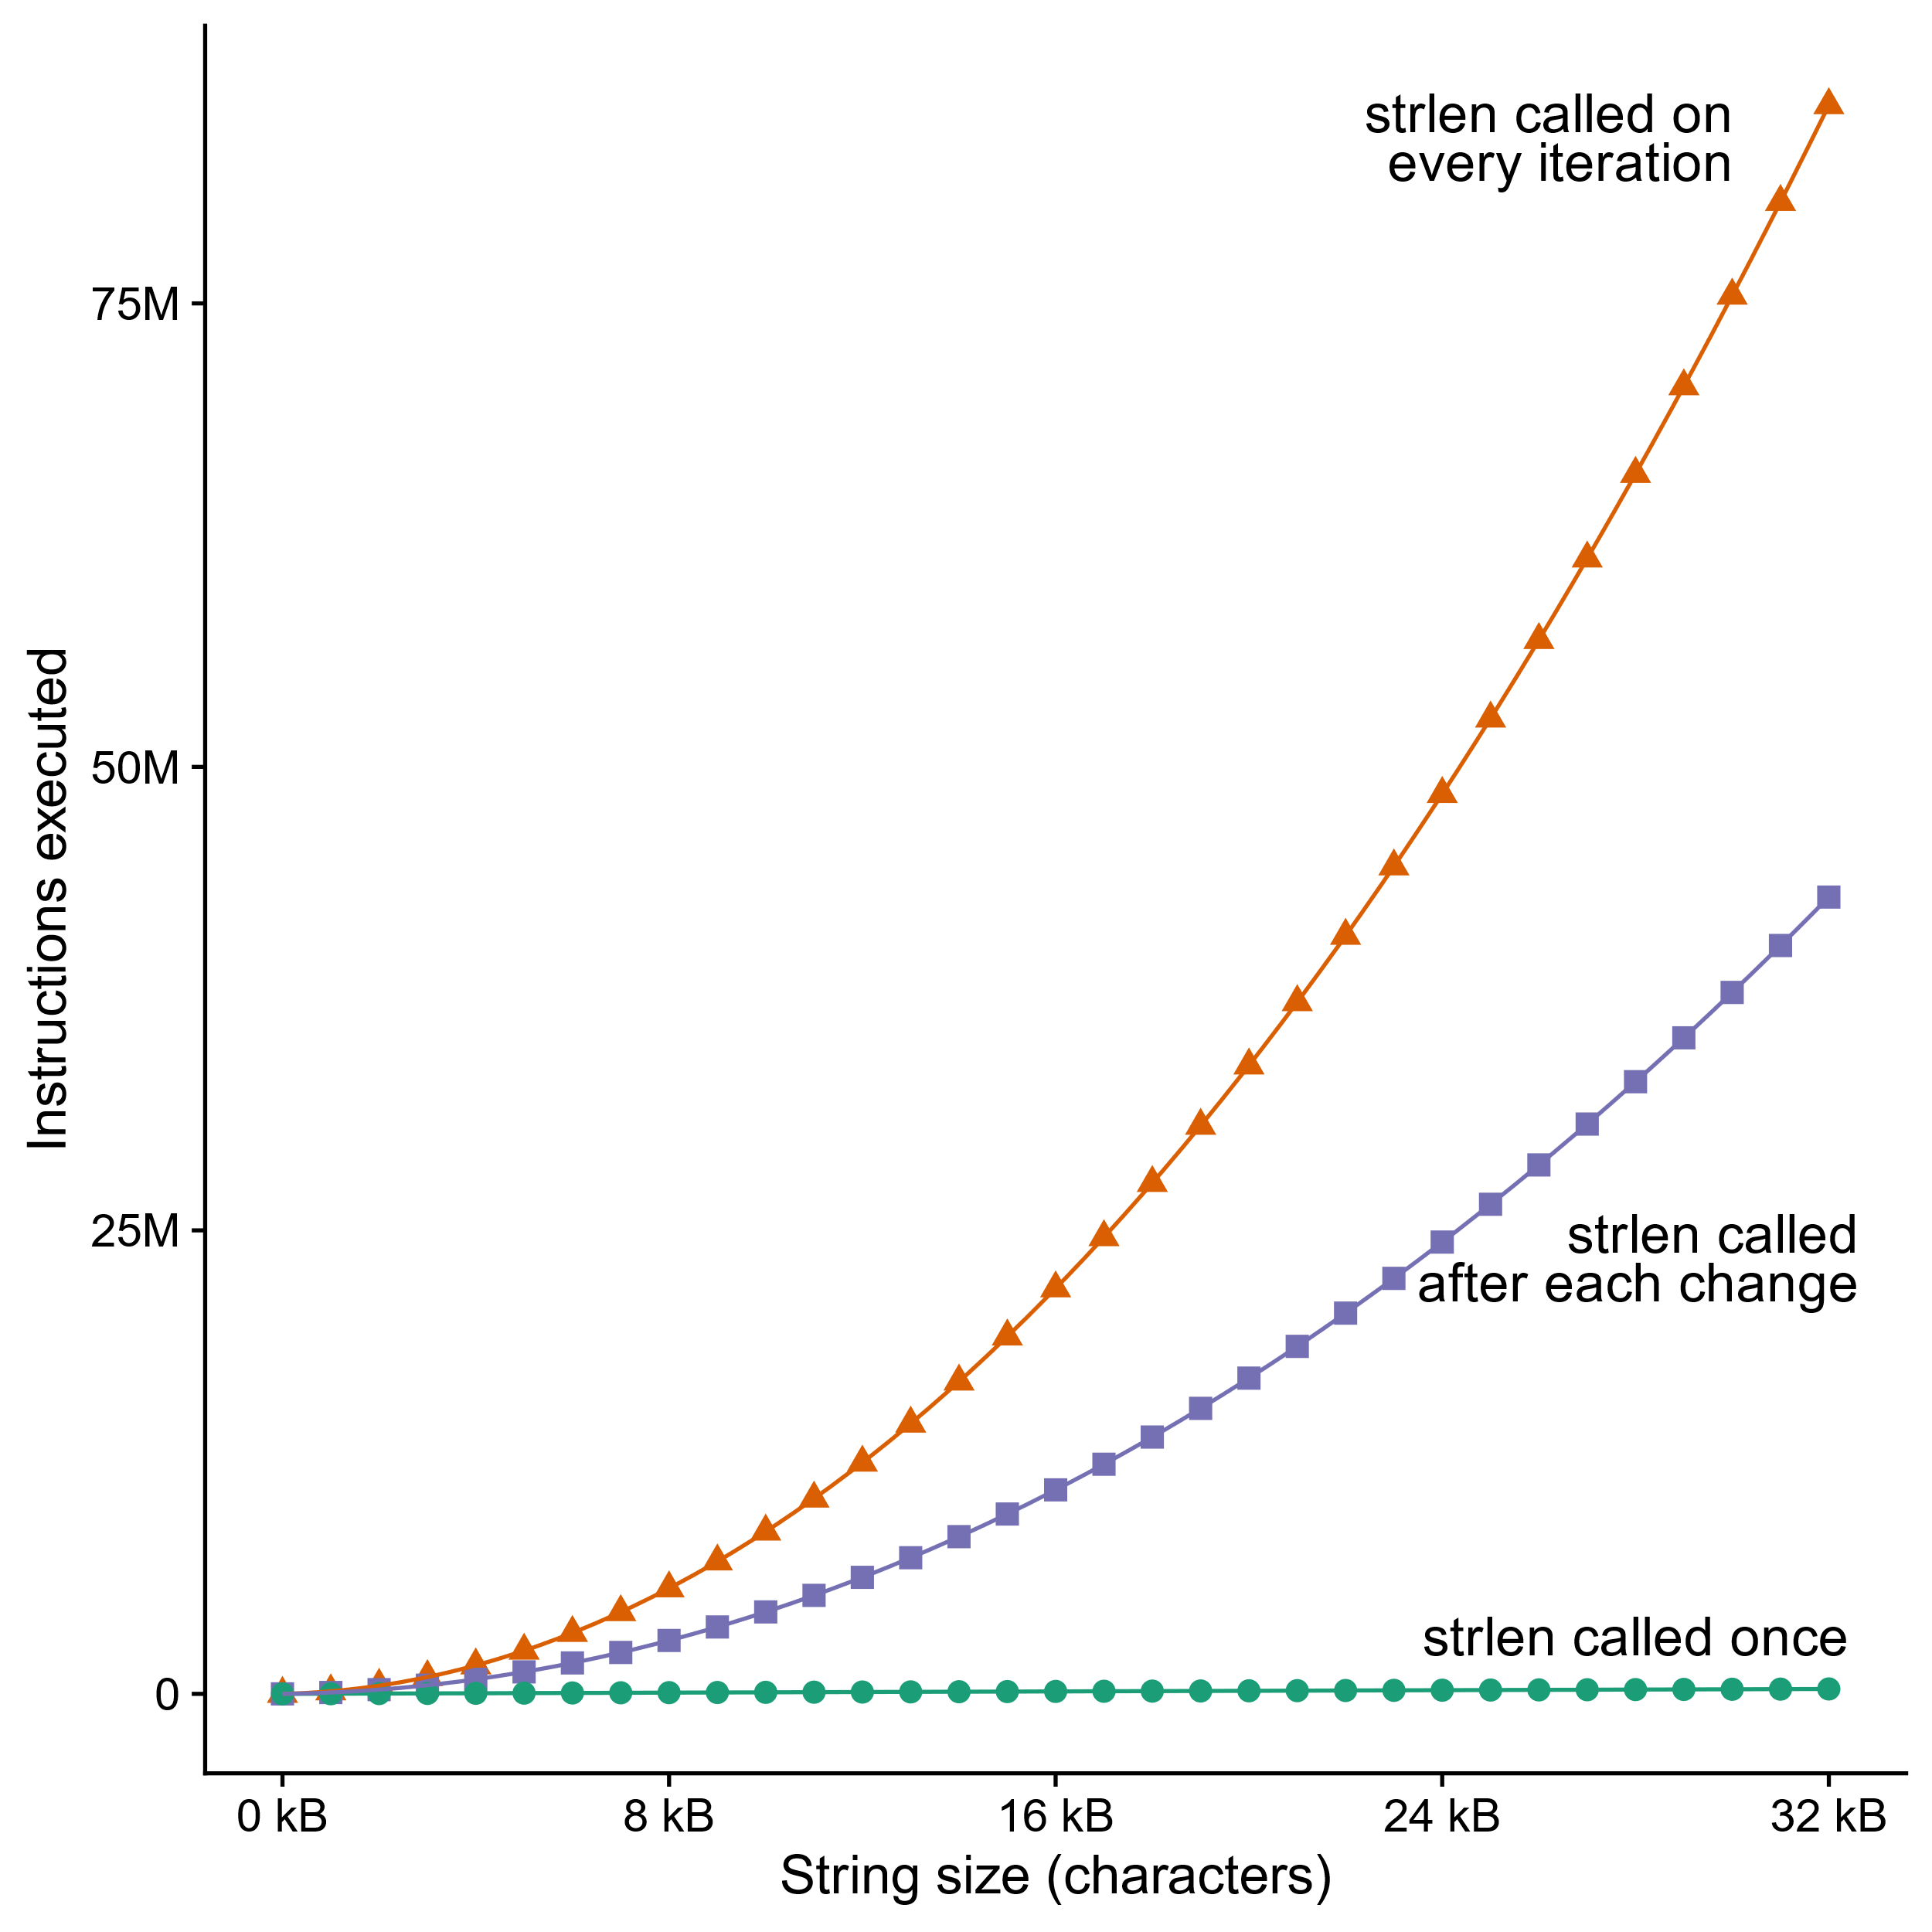 strlen called on
every iteration
75M
50M
25M
0
Instructions executed
strlen called
after each change
strlen called once
0 kB
8 kB
16 kB
24 kB
32 kB
String size (characters)